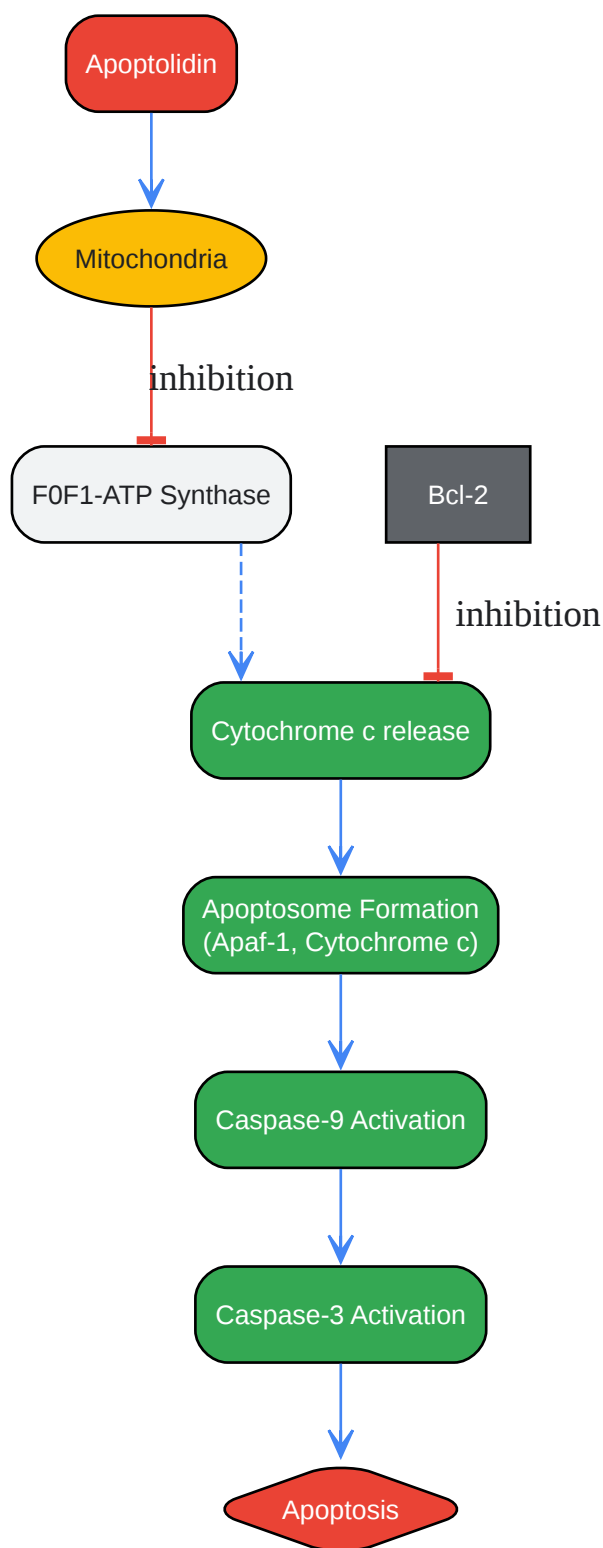 Apoptolidin
Mitochondria
inhibition
F0F1-ATP Synthase
Bcl-2
inhibition
Cytochrome c release
Apoptosome Formation
(Apaf-1, Cytochrome c)
Caspase-9 Activation
Caspase-3 Activation
Apoptosis